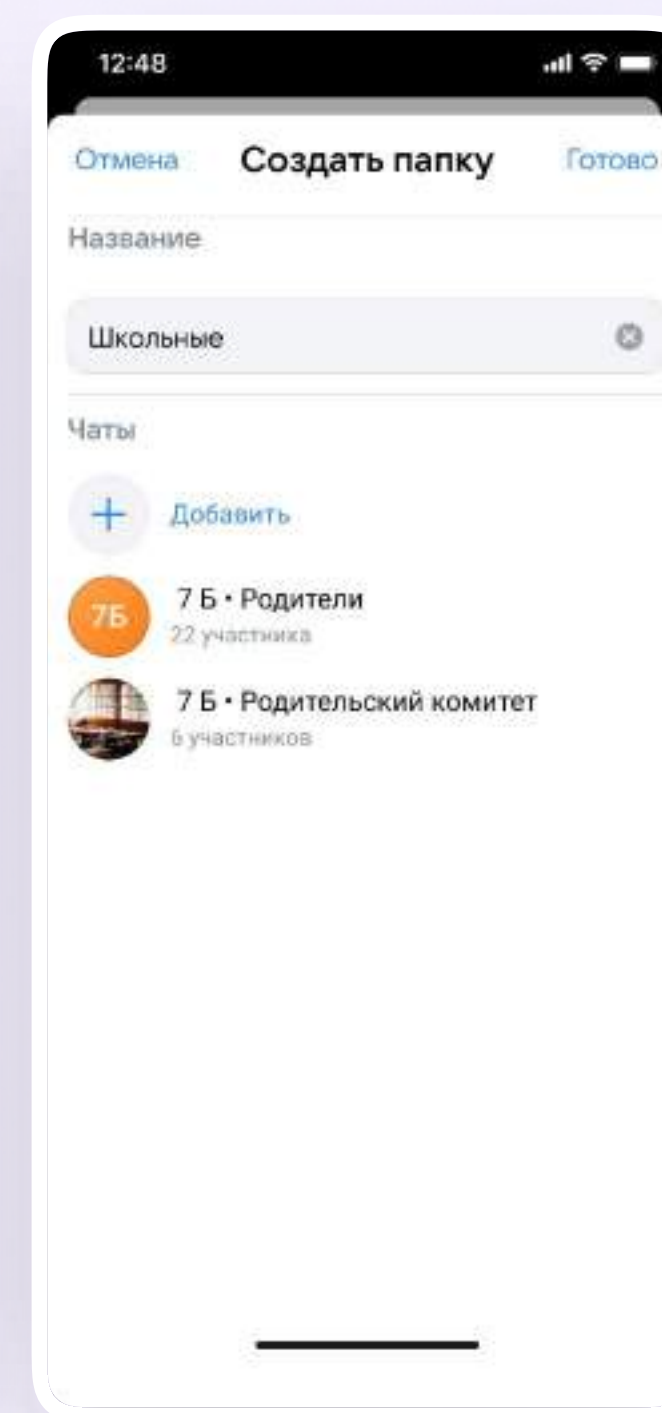 12:48
Отмена Создать папку Готово
Название
Школьные
Чаты
Добавить
7Б
7 Б • Родители
22 участника
7 Б • Родительский комитет
6 участников